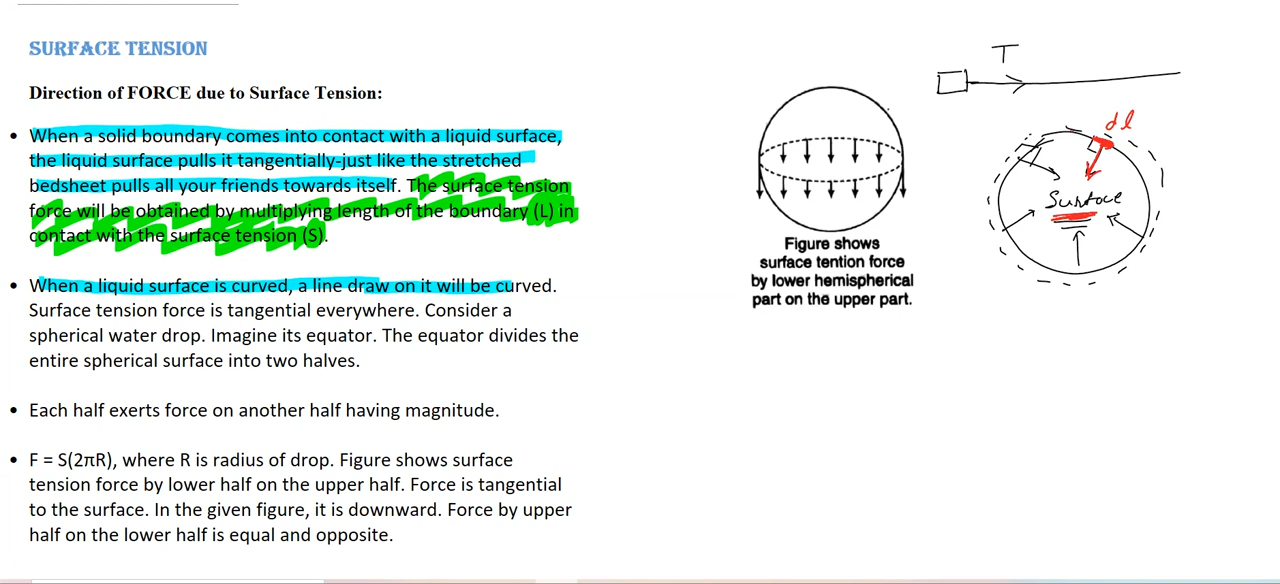 SURFACE TENSION
Direction of FORCE due to Surface Tension:
• When a solid boundary comes into contact with a liquid surface,
the liquid surface pulls it tangentially-just like the stretched
bedsheet pulls all your friends towards itself. The surface tension
force will be obtained by multiplying length of the boundary (L) in
contact with the surface tension (S).
• When a liquid surface is curved, a line draw on it will be curved.
Surface tension force is tangential everywhere. Consider a
spherical water drop. Imagine its equator. The equator divides the
entire spherical surface into two halves.
• Each half exerts force on another half having magnitude.
• F = S(2πR), where R is radius of drop. Figure shows surface
tension force by lower half on the upper half. Force is tangential
to the surface. In the given figure, it is downward. Force by upper
half on the lower half is equal and opposite.
Figure shows
surface tention force
by lower hemispherical
part on the upper part.
T
dl
Surface